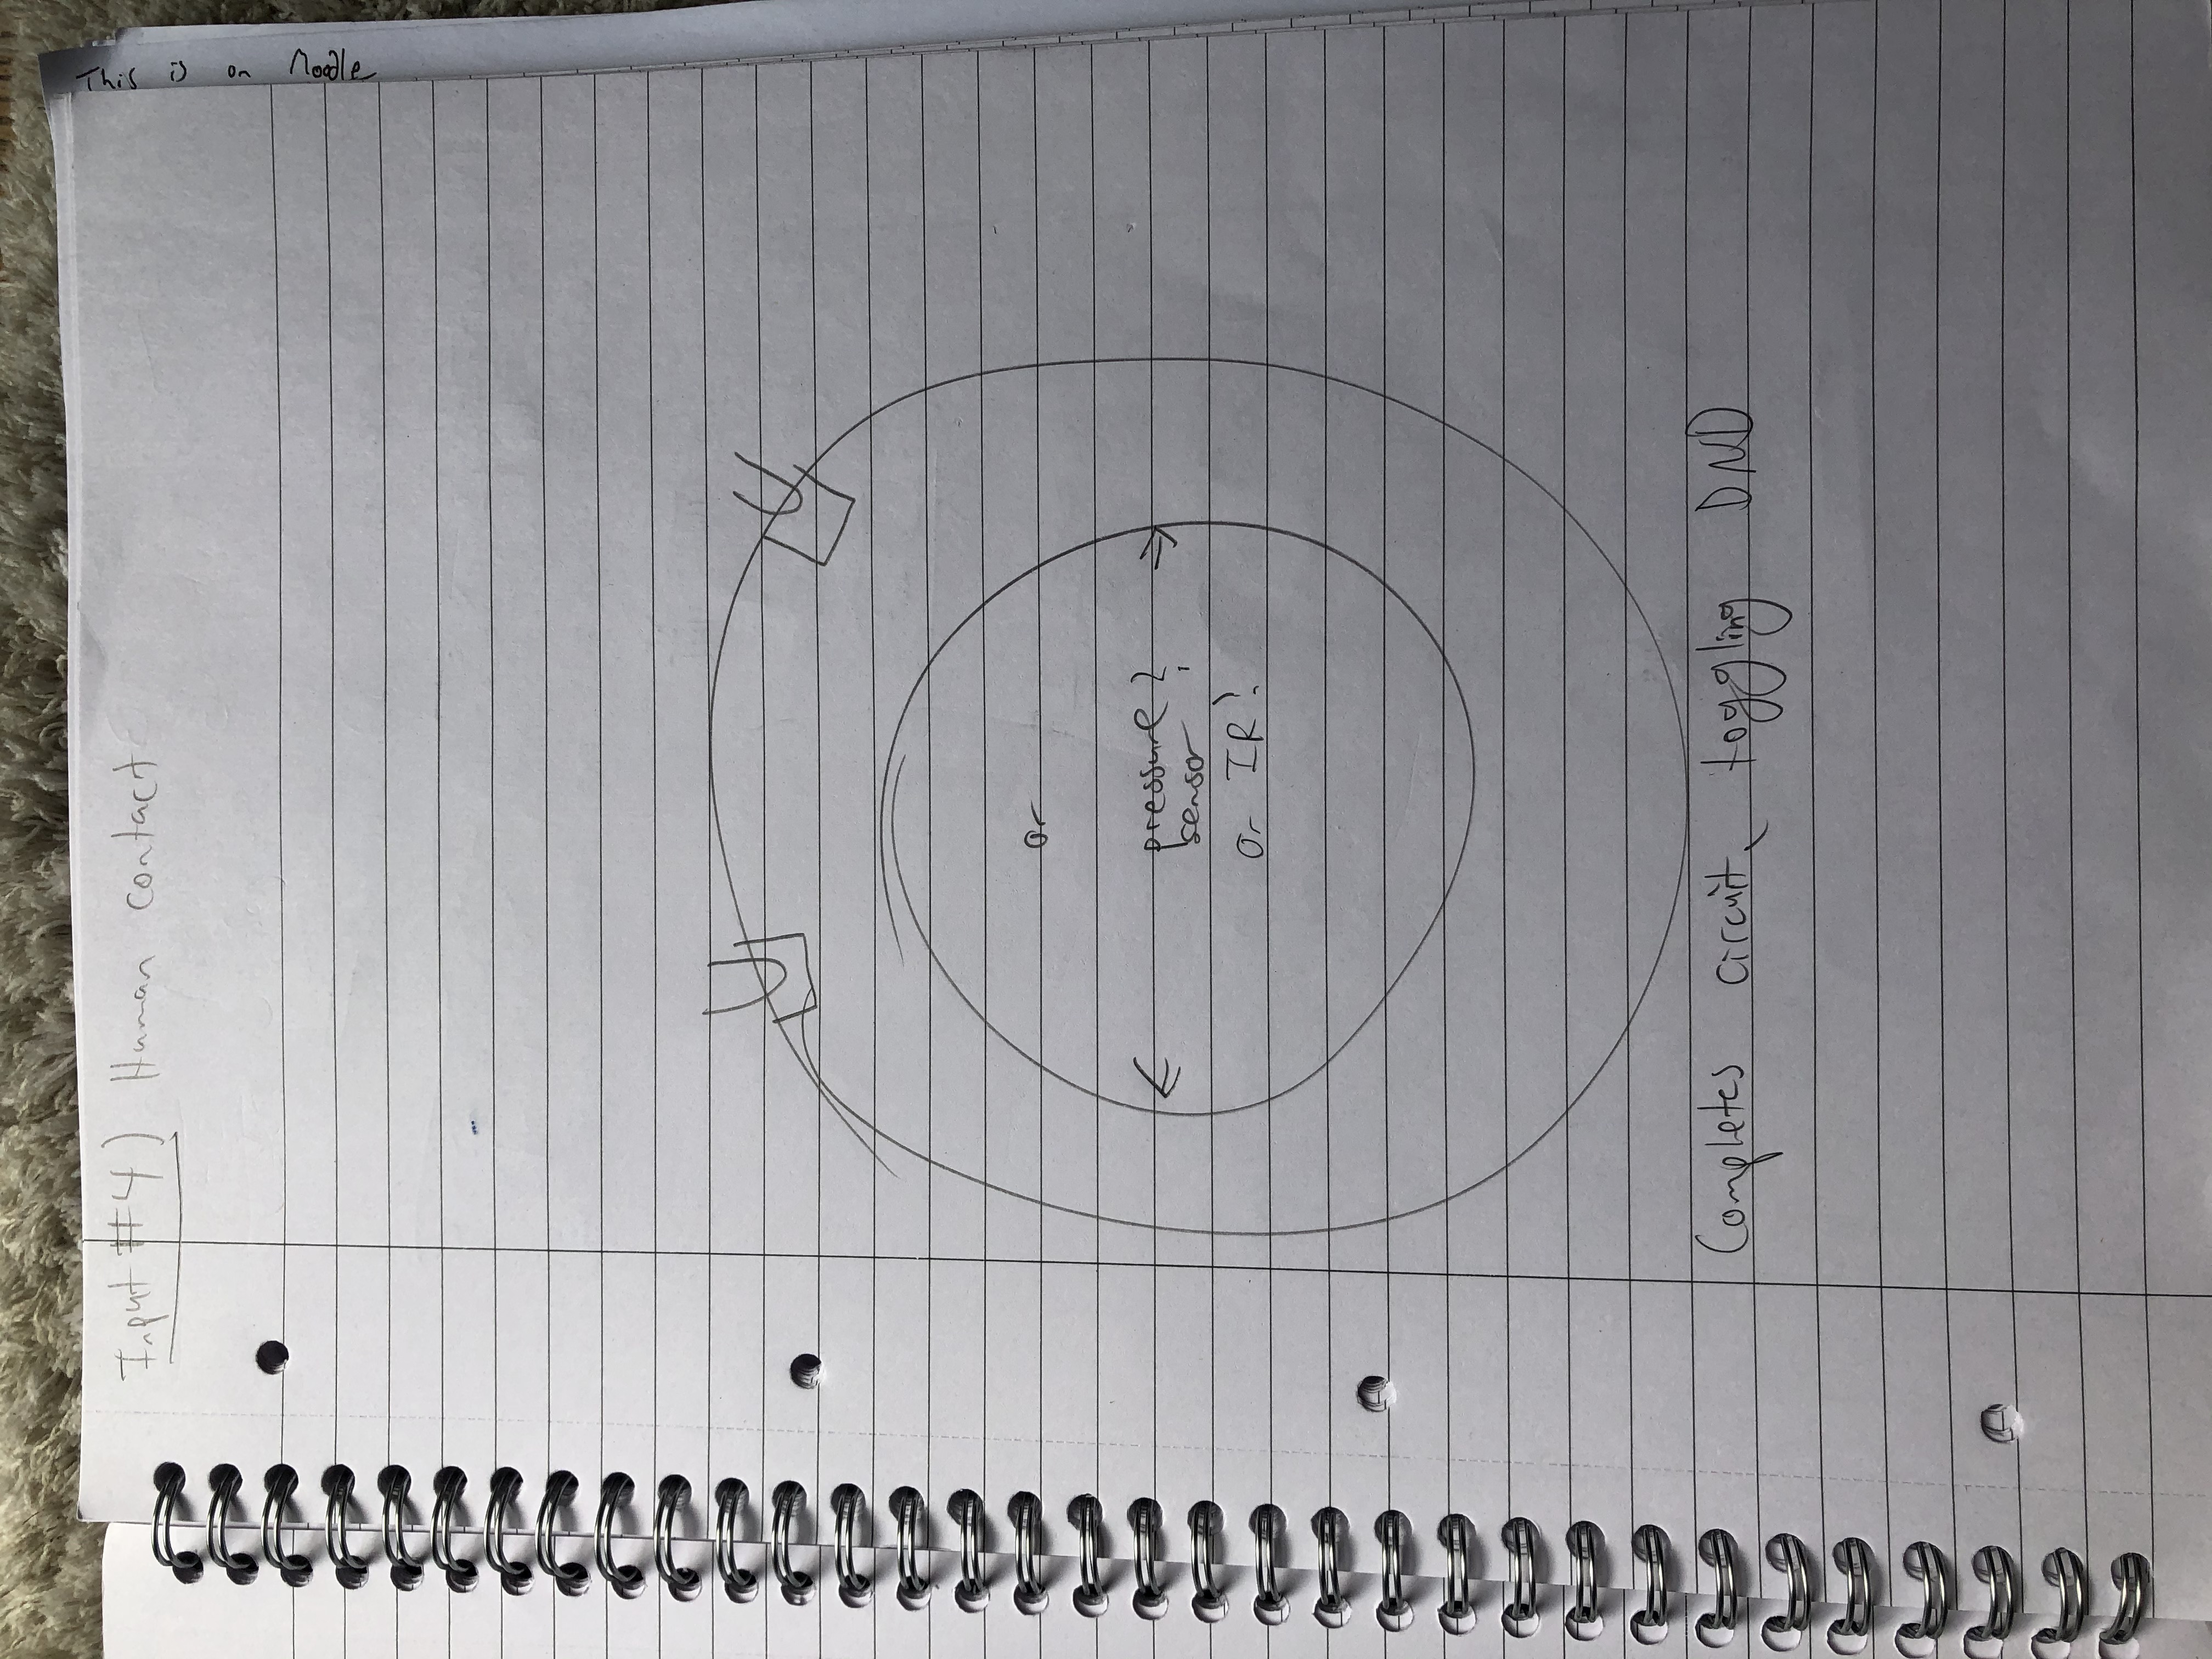 Input #4) Human contact
This is on Moodle
or
pressure?
sensor
or IR?
Completes circuit, toggling DND